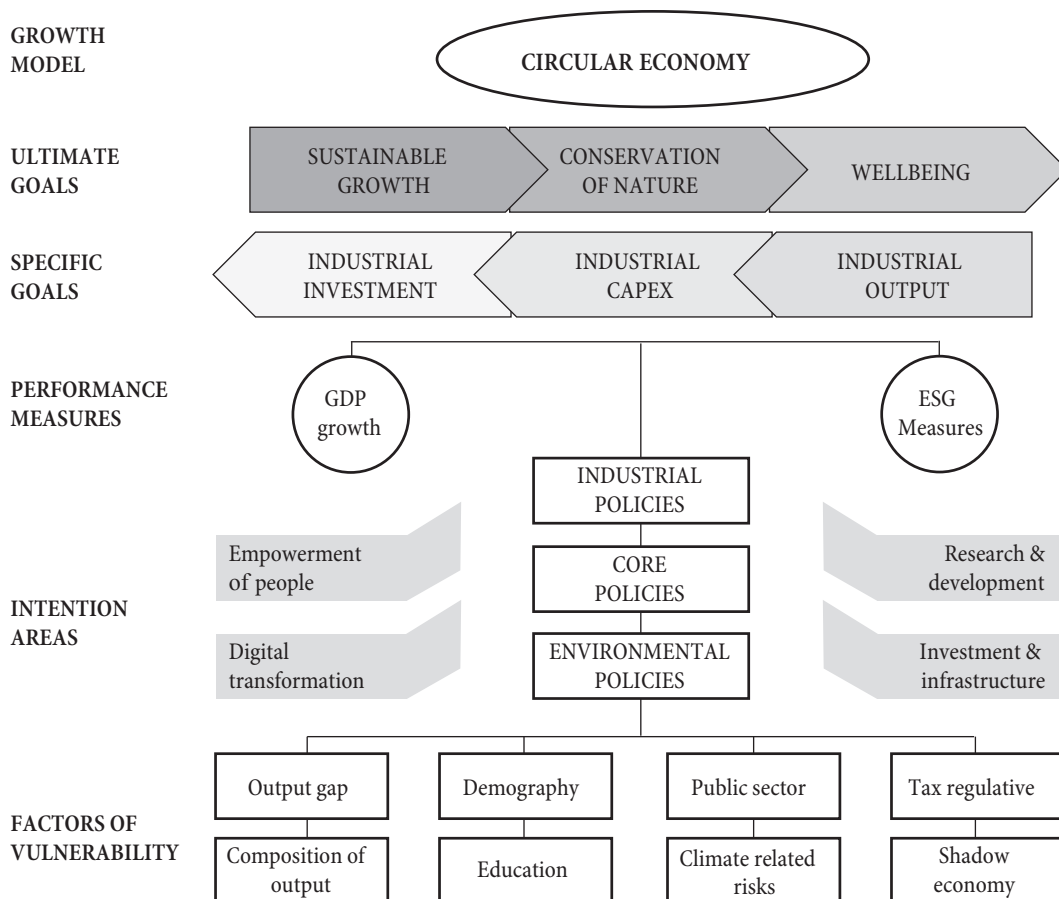 GROWTH
MODEL
CIRCULAR ECONOMY
ULTIMATE
GOALS
SUSTAINABLE
GROWTH
CONSERVATION
OF NATURE
WELLBEING
SPECIFIC
GOALS
INDUSTRIAL
INVESTMENT
INDUSTRIAL
CAPEX
INDUSTRIAL
OUTPUT
PERFORMANCE
MEASURES
GDP
growth
ESG
Measures
INTENTION
AREAS
INDUSTRIAL
POLICIES
Empowerment
of people
CORE
POLICIES
Research &
development
Digital
transformation
ENVIRONMENTAL
POLICIES
Investment &
infrastructure
FACTORS OF
VULNERABILITY
Output gap
Demography
Public sector
Tax regulative
Composition of
output
Education
Climate related
risks
Shadow
economy